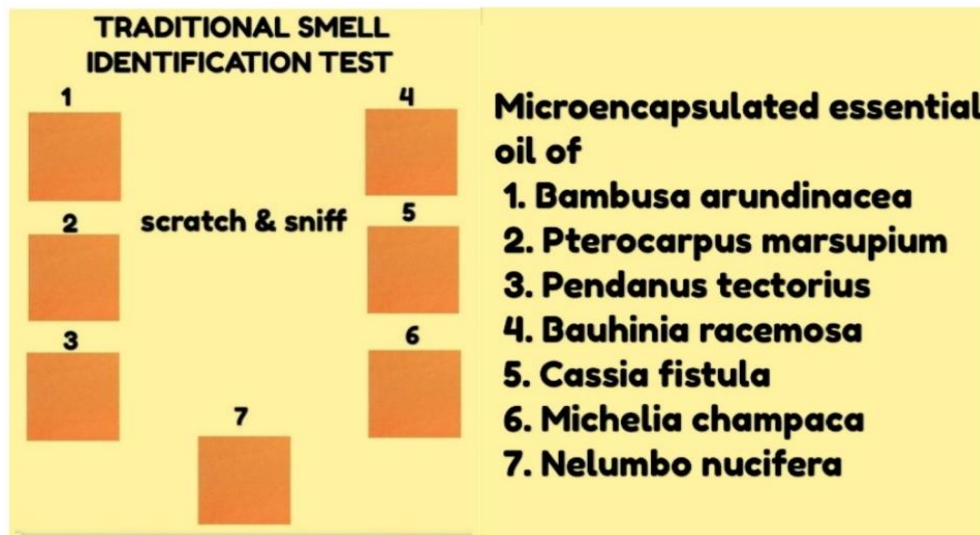 TRADITIONAL SMELL
IDENTIFICATION TEST
1
4
2
scratch & sniff
5
3
6
7
Microencapsulated essential
oil of
1. Bambusa arundinacea
2. Pterocarpus marsupium
3. Pendanus tectorius
4. Bauhinia racemosa
5. Cassia fistula
6. Michelia champaca
7. Nelumbo nucifera